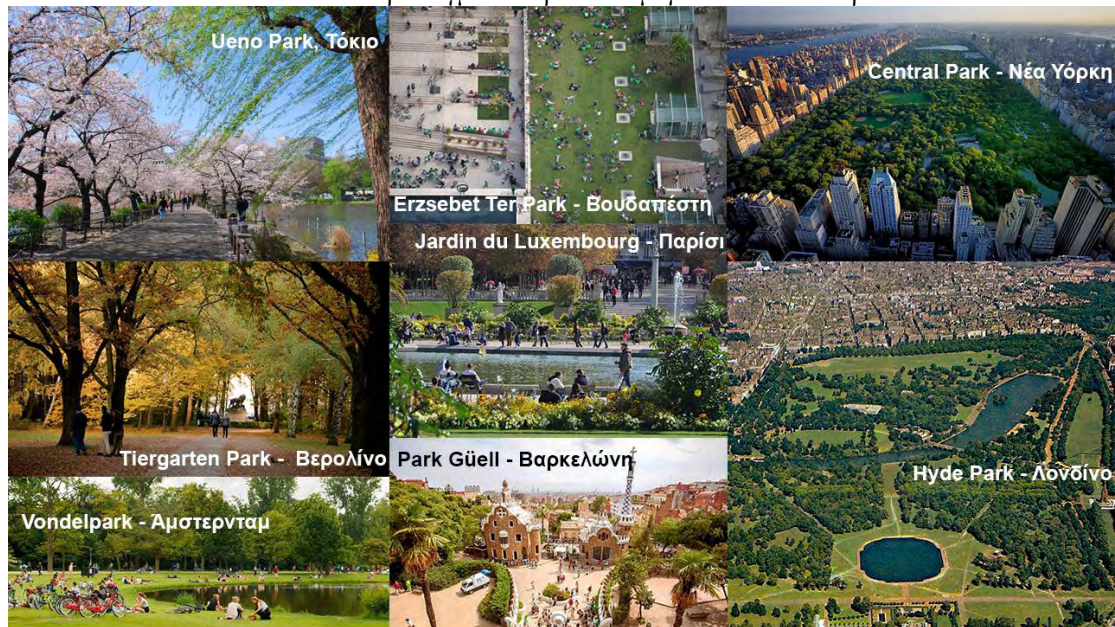 Ueno Park, Τόκιο
Erzsebet Ter Park - Βουδαπέστη
Central Park - Νέα Υόρκη
Jardin du Luxembourg - Παρίσι
Tiergarten Park - Βερολίνο
Park Güell - Βαρκελώνη
Hyde Park - Λονδίνο
Vondelpark - Άμστερνταμ